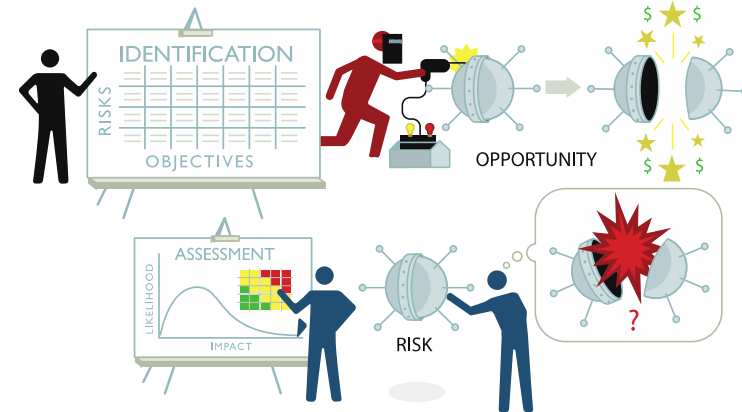 IDENTIFICATION
RISKS
OBJECTIVES
$ $
OPPORTUNITY
$ $
ASSESSMENT
LIKELIHOOD
IMPACT
RISK
?